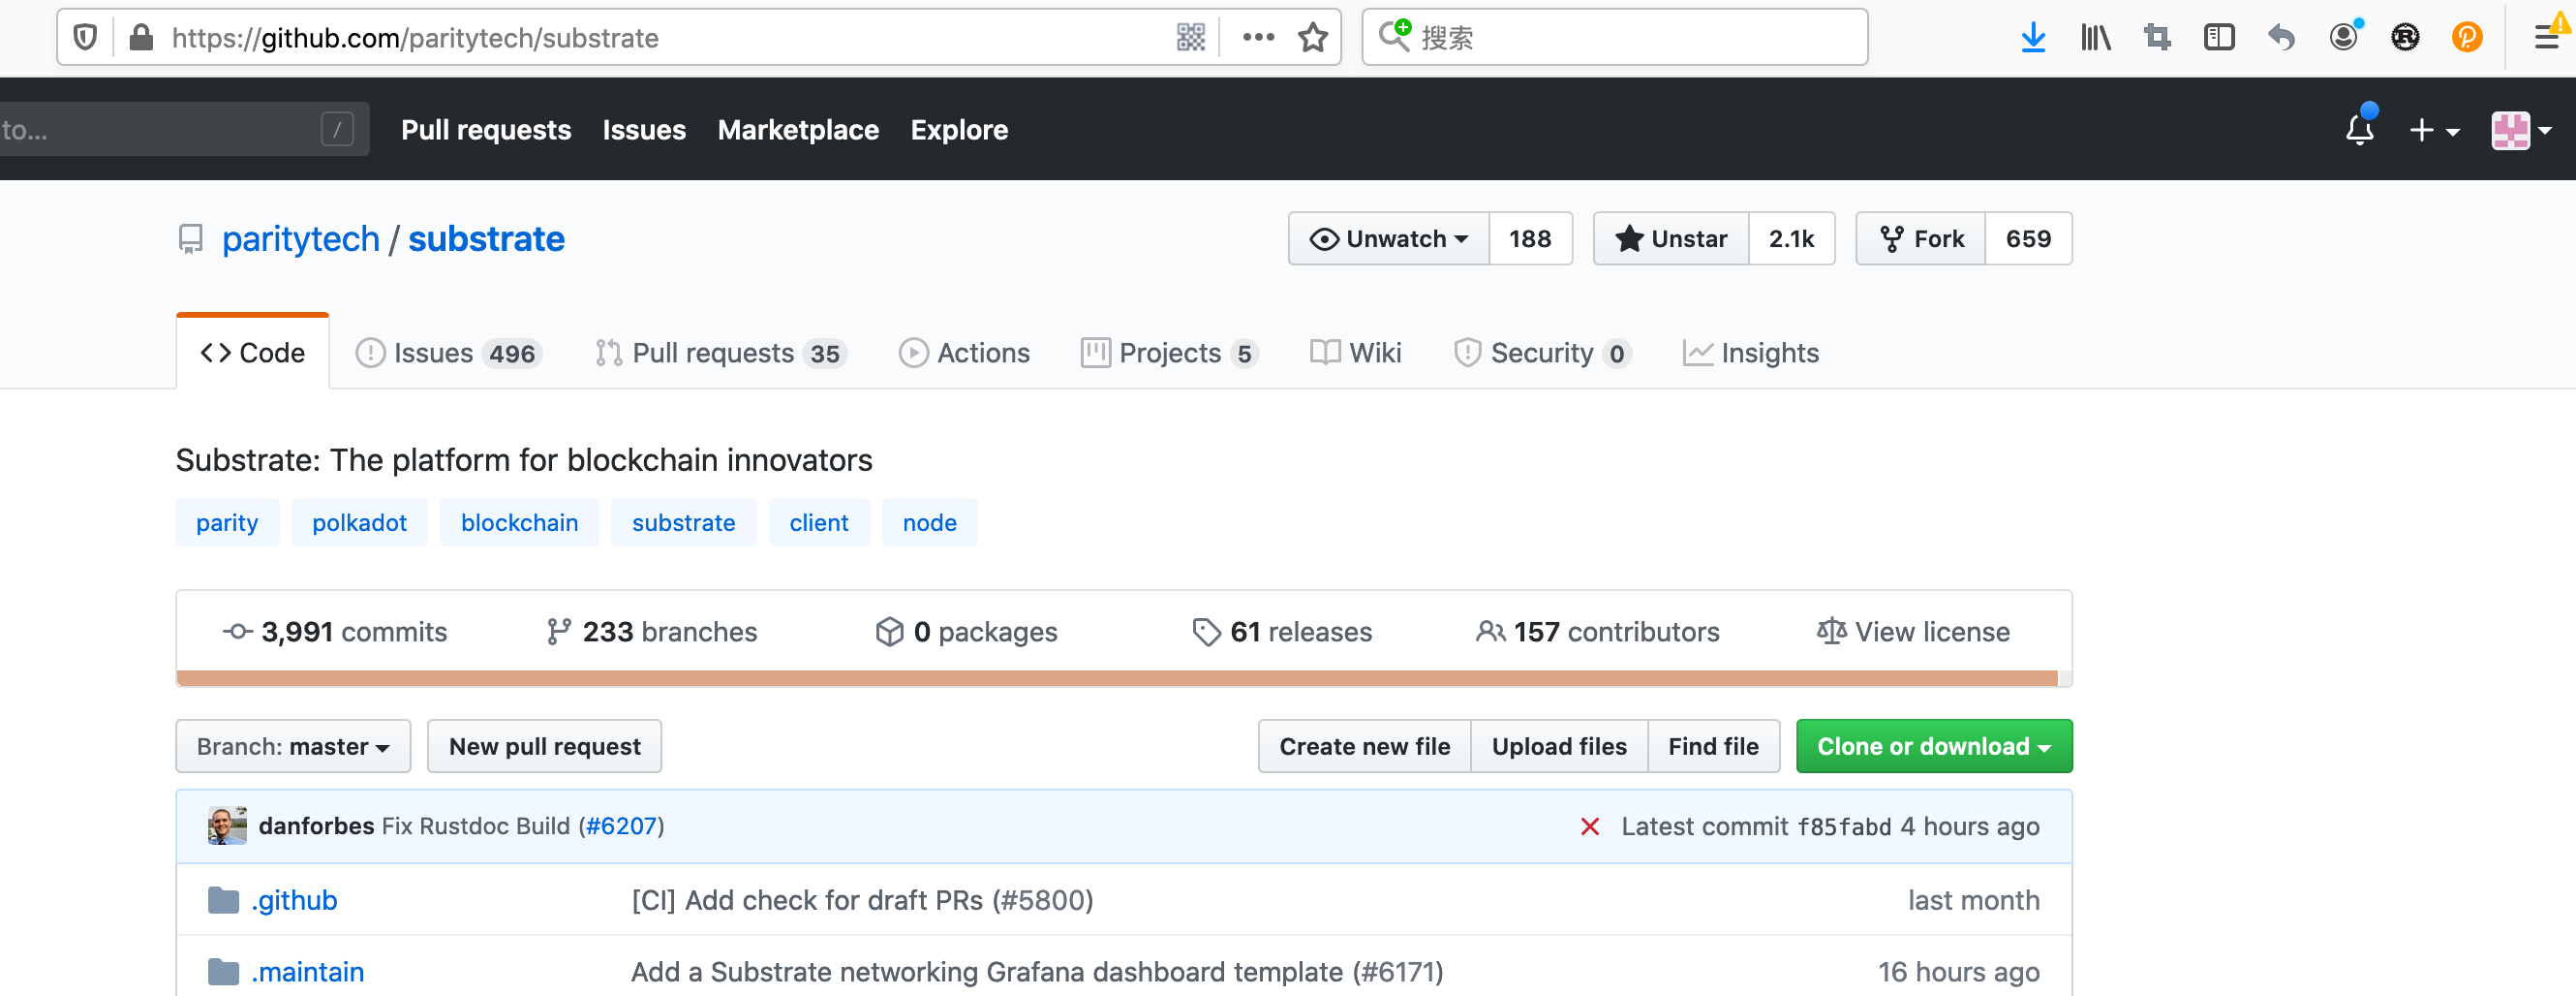 https://github.com/paritytech/substrate
搜索
to... / Pull requests Issues Marketplace Explore
paritytech / substrate
Unwatch 188 Unstar 2.1k Fork 659
Code Issues 496 Pull requests 35 Actions Projects 5 Wiki Security 0 Insights
Substrate: The platform for blockchain innovators
parity polkadot blockchain substrate client node
3,991 commits 233 branches 0 packages 61 releases 157 contributors View license
Branch: master New pull request Create new file Upload files Find file Clone or download
danforbes Fix Rustdoc Build (#6207) Latest commit f85fabd 4 hours ago
.github [CI] Add check for draft PRs (#5800) last month
.maintain Add a Substrate networking Grafana dashboard template (#6171) 16 hours ago